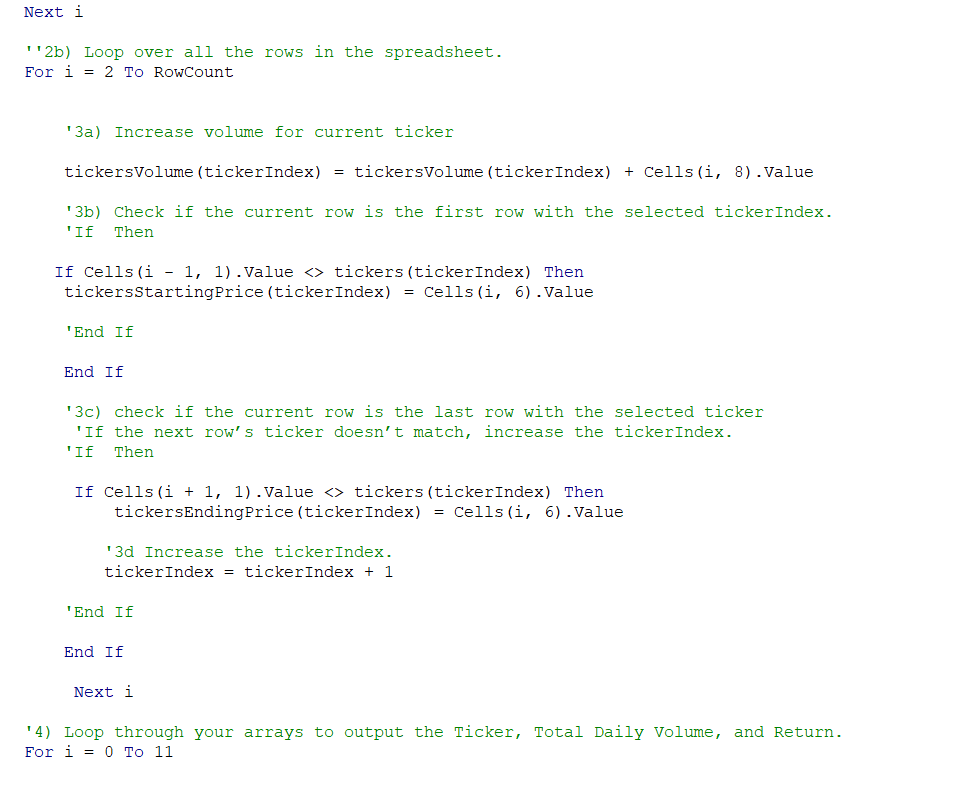 Next i
''2b) Loop over all the rows in the spreadsheet.
For i = 2 To RowCount
'3a) Increase volume for current ticker
tickersVolume(tickerIndex) = tickersVolume(tickerIndex) + Cells(i, 8).Value
'3b) Check if the current row is the first row with the selected tickerIndex.
'If  Then
If Cells(i - 1, 1).Value <> tickers(tickerIndex) Then
tickersStartingPrice(tickerIndex) = Cells(i, 6).Value
'End If
End If
'3c) check if the current row is the last row with the selected ticker
'If the next row’s ticker doesn’t match, increase the tickerIndex.
'If  Then
If Cells(i + 1, 1).Value <> tickers(tickerIndex) Then
tickersEndingPrice(tickerIndex) = Cells(i, 6).Value
'3d Increase the tickerIndex.
tickerIndex = tickerIndex + 1
'End If
End If
Next i
'4) Loop through your arrays to output the Ticker, Total Daily Volume, and Return.
For i = 0 To 11